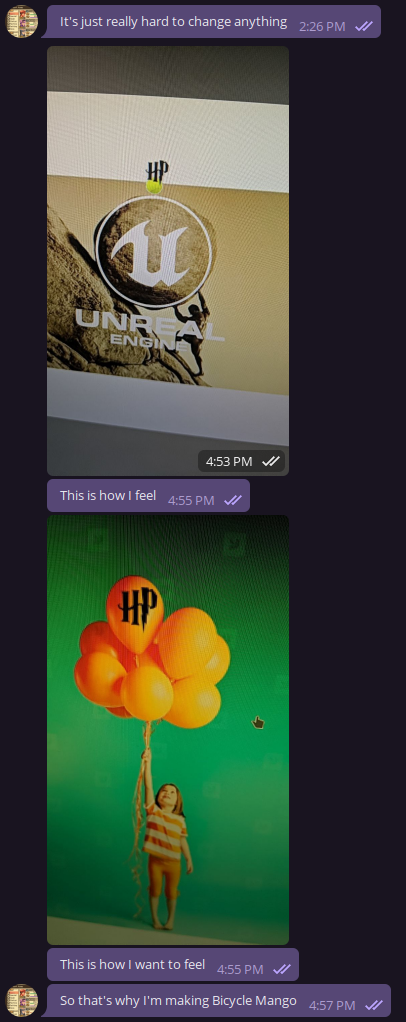 It's just really hard to change anything 2:26 PM
HP
UNREAL
ENGINE
4:53 PM
This is how I feel 4:55 PM
HP
This is how I want to feel 4:55 PM
So that's why I'm making Bicycle Mango 4:57 PM